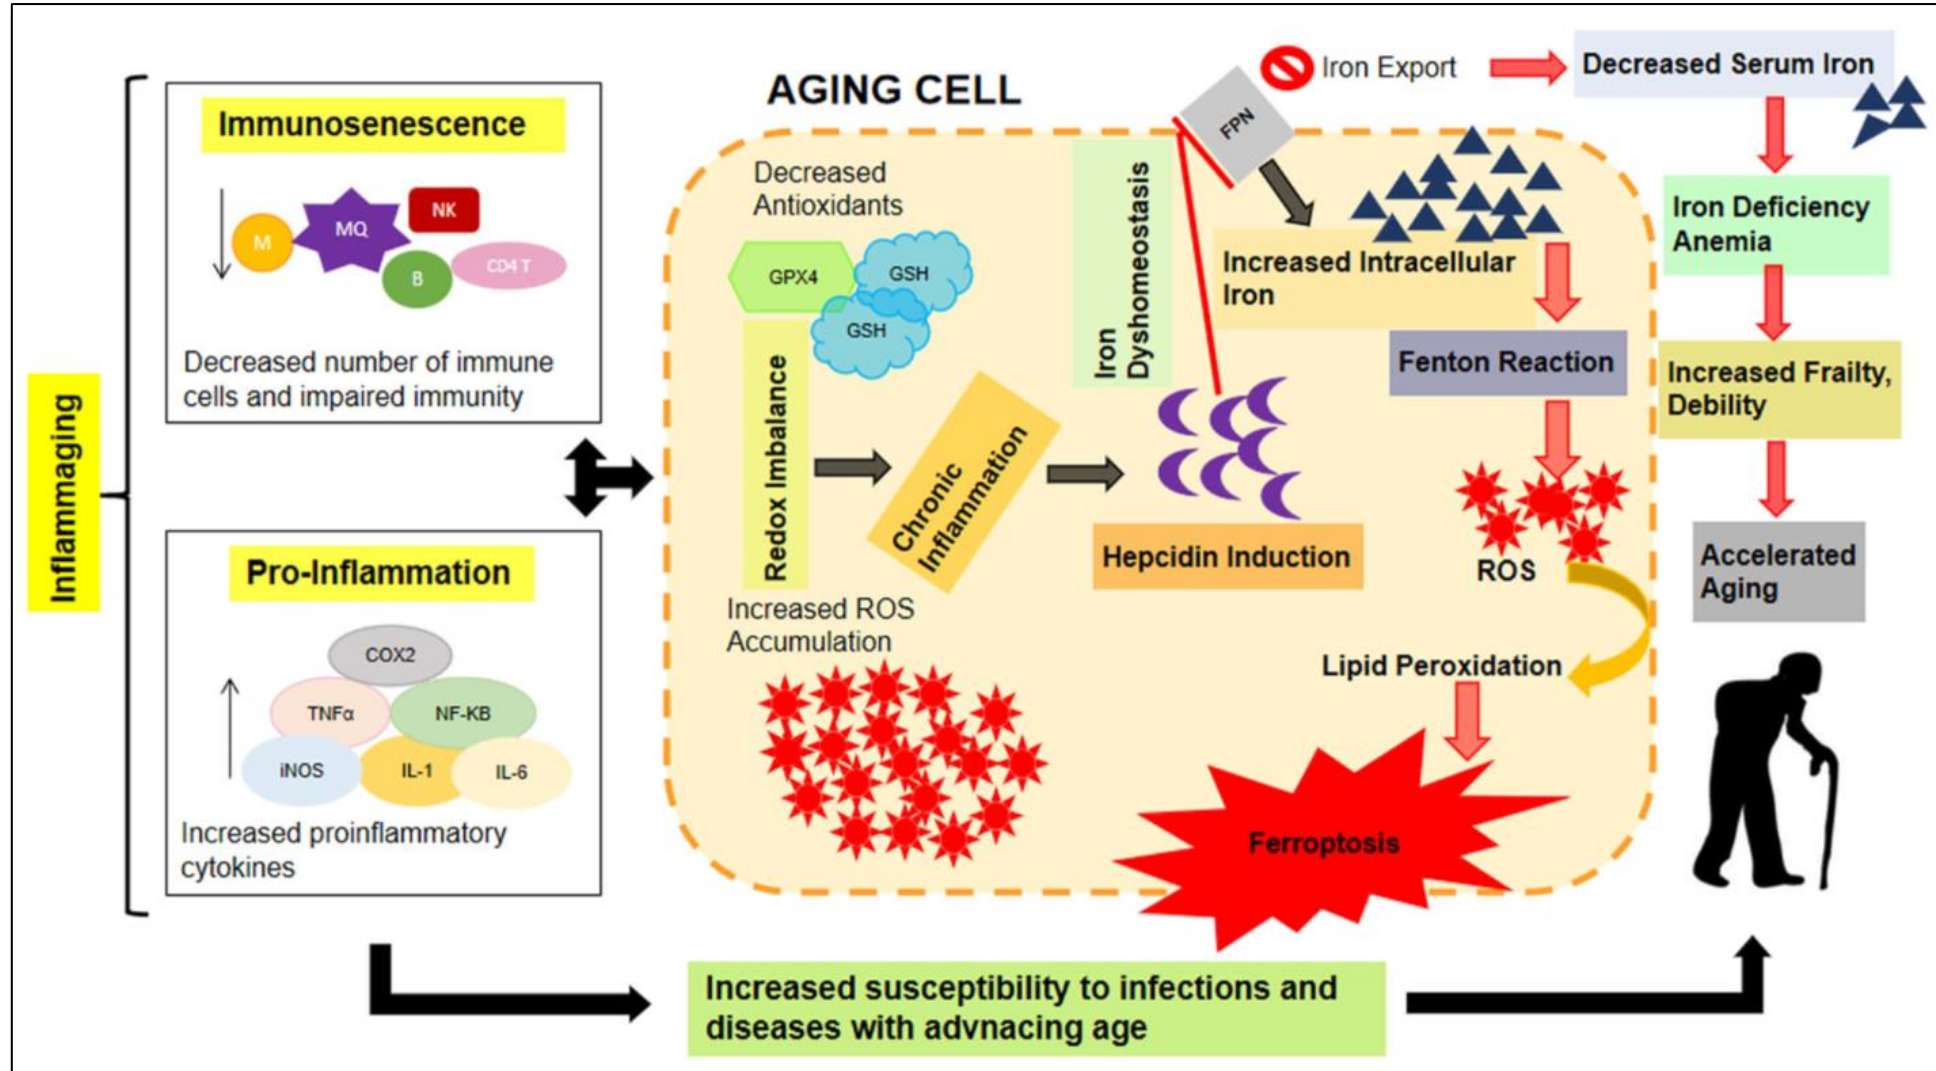 Inflammaging
Immunosenescence
M
MQ
NK
B
CD4 T
Decreased number of immune
cells and impaired immunity
Pro-Inflammation
COX2
TNFα
NF-KB
iNOS
IL-1
IL-6
Increased proinflammatory
cytokines
AGING CELL
Decreased
Antioxidants
GPX4
GSH
GSH
Redox Imbalance
Increased ROS
Accumulation
Chronic
Inflammation
Iron
Dyshomeostasis
Hepcidin Induction
FPN
Iron Export
Increased Intracellular
Iron
Fenton Reaction
ROS
Lipid Peroxidation
Ferroptosis
Decreased Serum Iron
Iron Deficiency
Anemia
Increased Frailty,
Debility
Accelerated
Aging
Increased susceptibility to infections and
diseases with advnacing age